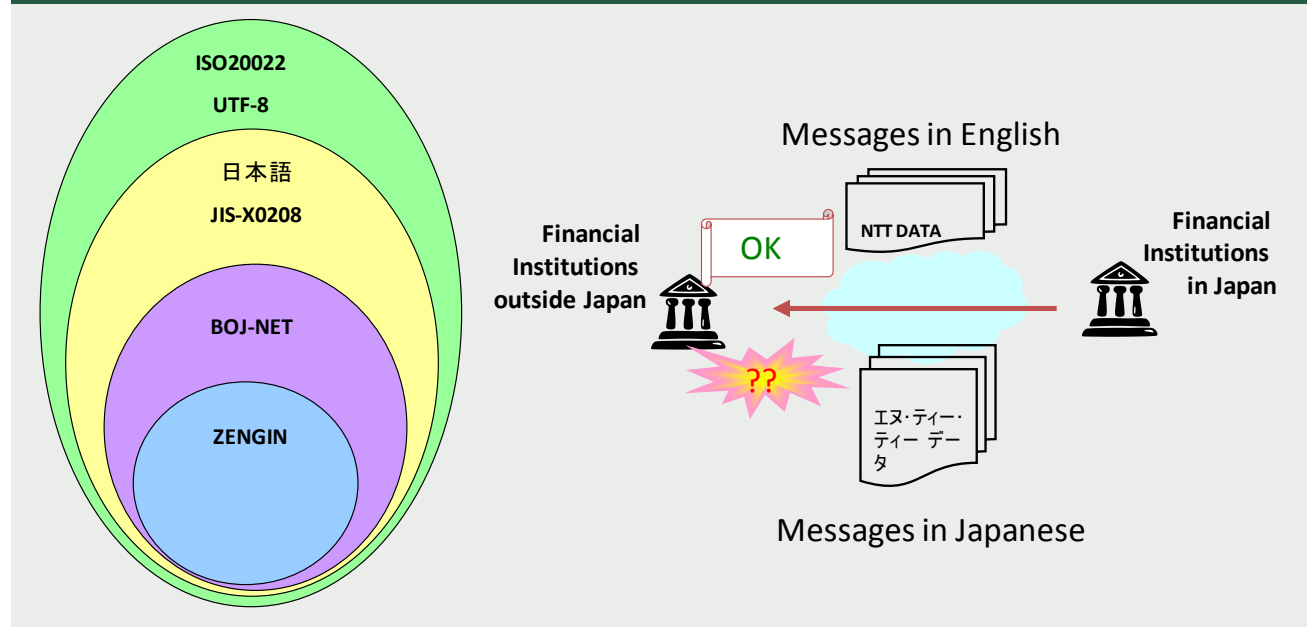 ISO20022
UTF-8
日本語
JIS-X0208
BOJ-NET
ZENGIN
Messages in English
NTT DATA
OK
Financial
Institutions
outside Japan
Financial
Institutions
in Japan
??
エヌ・ティー・
ティー デー
タ
Messages in Japanese